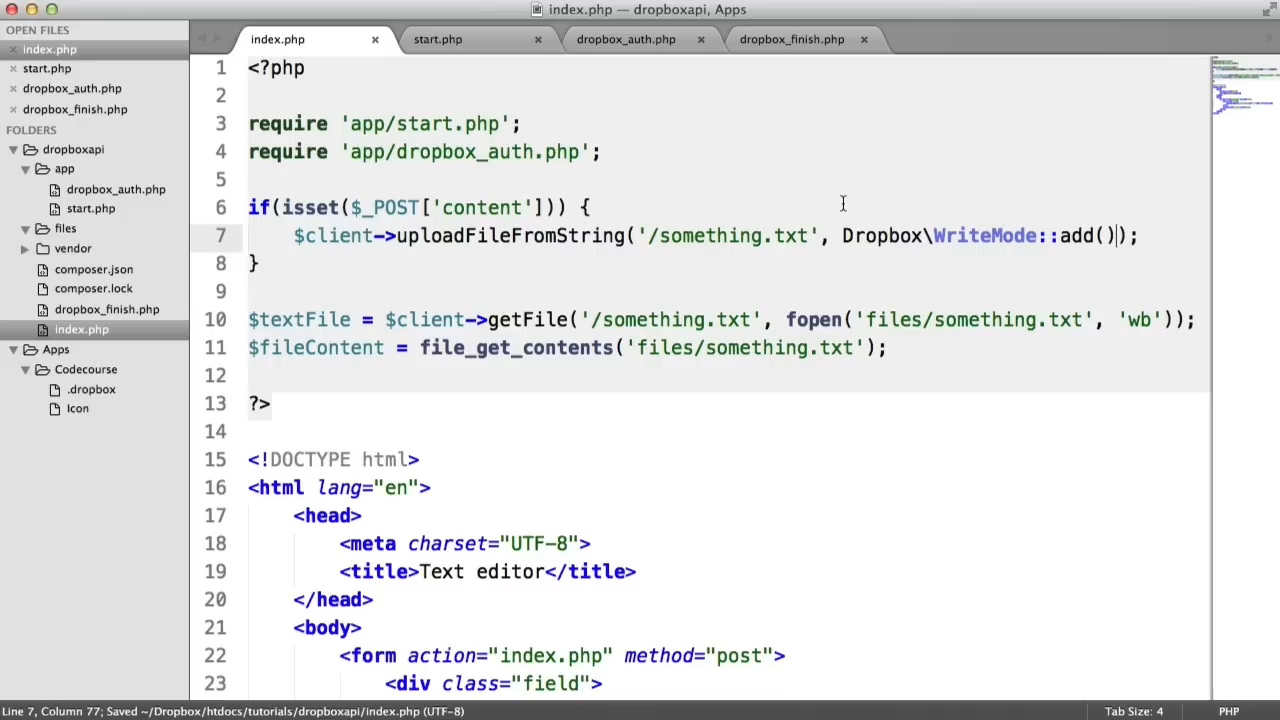 index.php — dropboxapi, Apps
OPEN FILES
index.php
start.php
dropbox_auth.php
dropbox_finish.php
FOLDERS
dropboxapi
app
dropbox_auth.php
start.php
files
vendor
composer.json
composer.lock
dropbox_finish.php
index.php
Apps
Codecourse
.dropbox
Icon
index.php
start.php
dropbox_auth.php
dropbox_finish.php
1 <?php
2
3 require 'app/start.php';
4 require 'app/dropbox_auth.php';
5
6 if(isset($_POST['content'])) {
7 $client->uploadFileFromString('/something.txt', Dropbox\WriteMode::add());
8 }
9
10 $textFile = $client->getFile('/something.txt', fopen('files/something.txt', 'wb'));
11 $fileContent = file_get_contents('files/something.txt');
12
13 ?>
14
15 <!DOCTYPE html>
16 <html lang="en">
17 <head>
18 <meta charset="UTF-8">
19 <title>Text editor</title>
20 </head>
21 <body>
22 <form action="index.php" method="post">
23 <div class="field">
Line 7, Column 77; Saved ~/Dropbox/htdocs/tutorials/dropboxapi/index.php (UTF-8)
Tab Size: 4
PHP